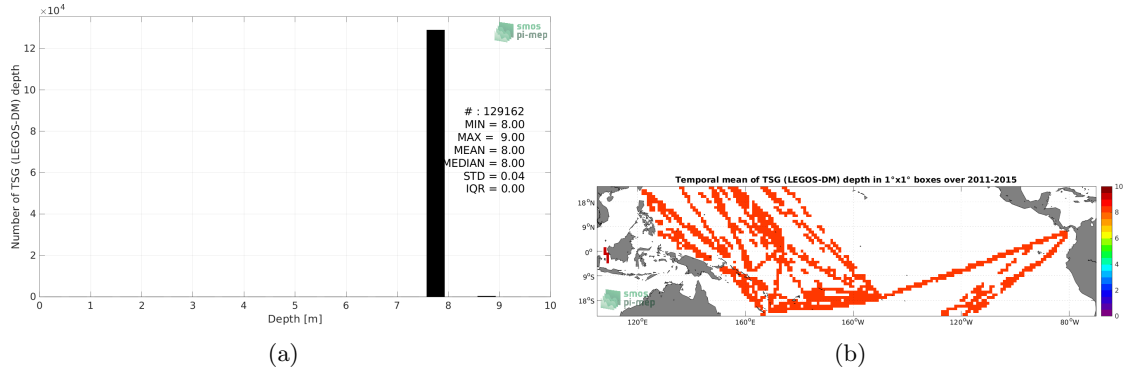 ×10⁴
12
10
8
6
4
2
0
Number of TSG (LEGOS-DM) depth
smos
pi-mep
# : 129162
MIN = 8.00
MAX = 9.00
MEAN = 8.00
MEDIAN = 8.00
STD = 0.04
IQR = 0.00
0 1 2 3 4 5 6 7 8 9 10
Depth [m]
(a)
Temporal mean of TSG (LEGOS-DM) depth in 1°x1° boxes over 2011-2015
18°N
9°N
0°
9°S
18°S
smos
pi-mep
120°E 160°E 160°W 120°W 80°W
10
8
6
4
2
0
(b)